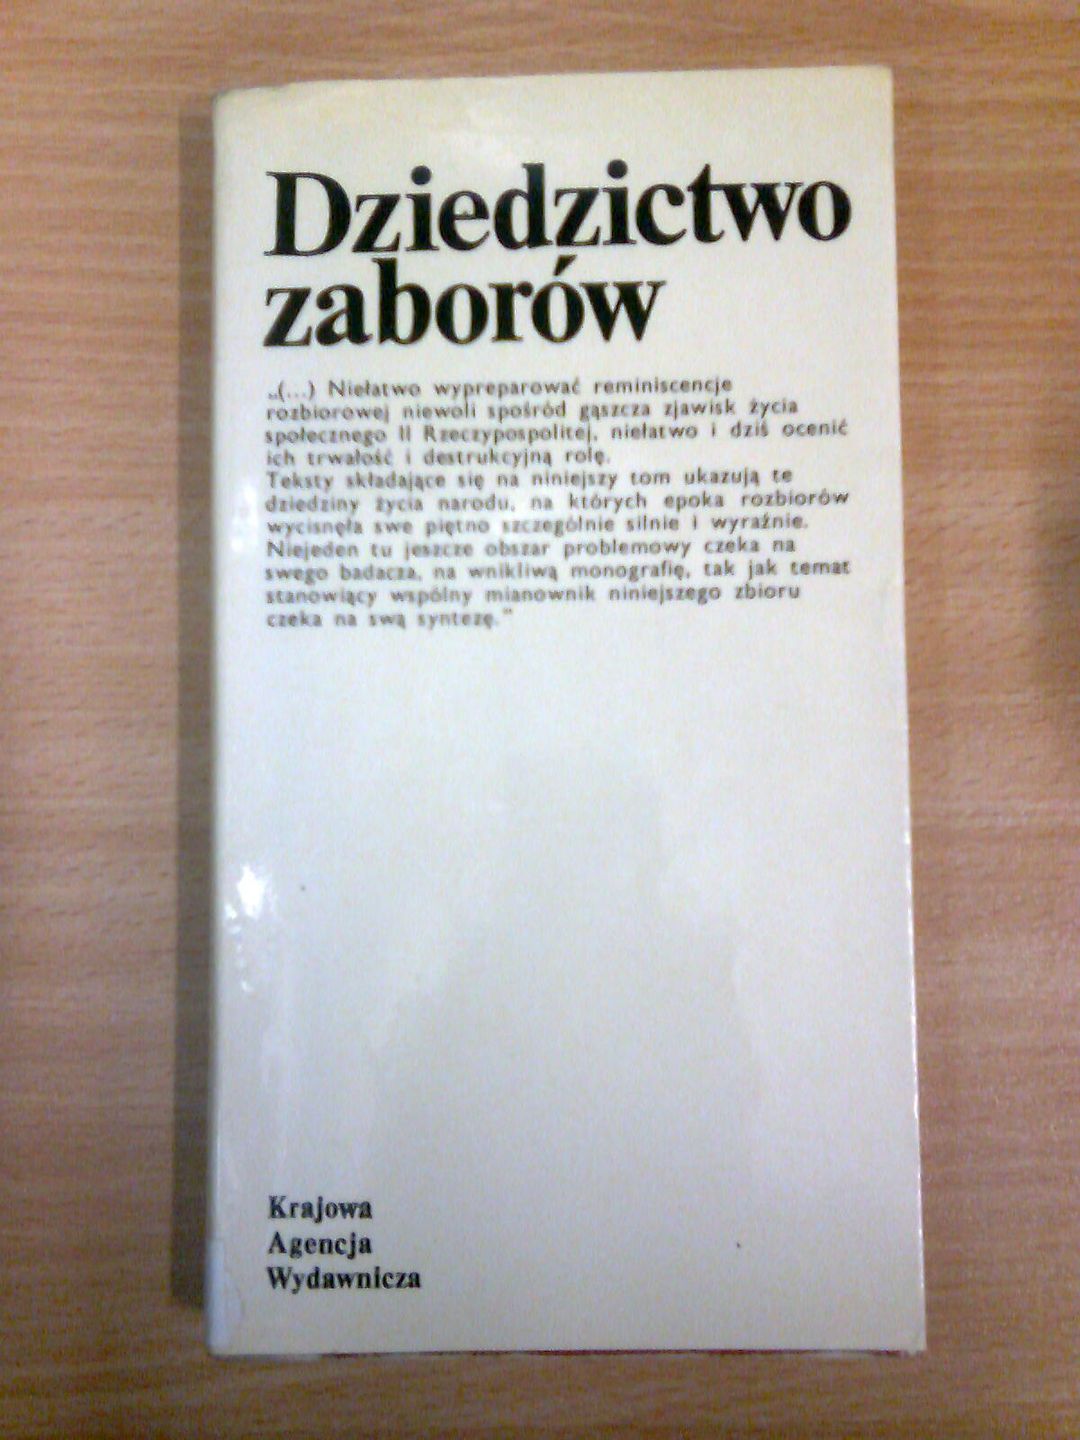 Dziedzictwo
zaborów
„(...) Niełatwo wypreparować reminiscencje
rozbiorowej niewoli spośród gąszcza zjawisk życia
społecznego II Rzeczypospolitej, niełatwo i dziś ocenić
ich trwałość i destrukcyjną rolę.
Teksty składające się na niniejszy tom ukazują te
dziedziny życia narodu, na których epoka rozbiorów
wycisnęła swe piętno szczególnie silnie i wyraźnie.
Niejeden tu jeszcze obszar problemowy czeka na
swego badacza, na wnikliwą monografię, tak jak temat
stanowiący wspólny mianownik niniejszego zbioru
czeka na swą syntezę.”
Krajowa
Agencja
Wydawnicza